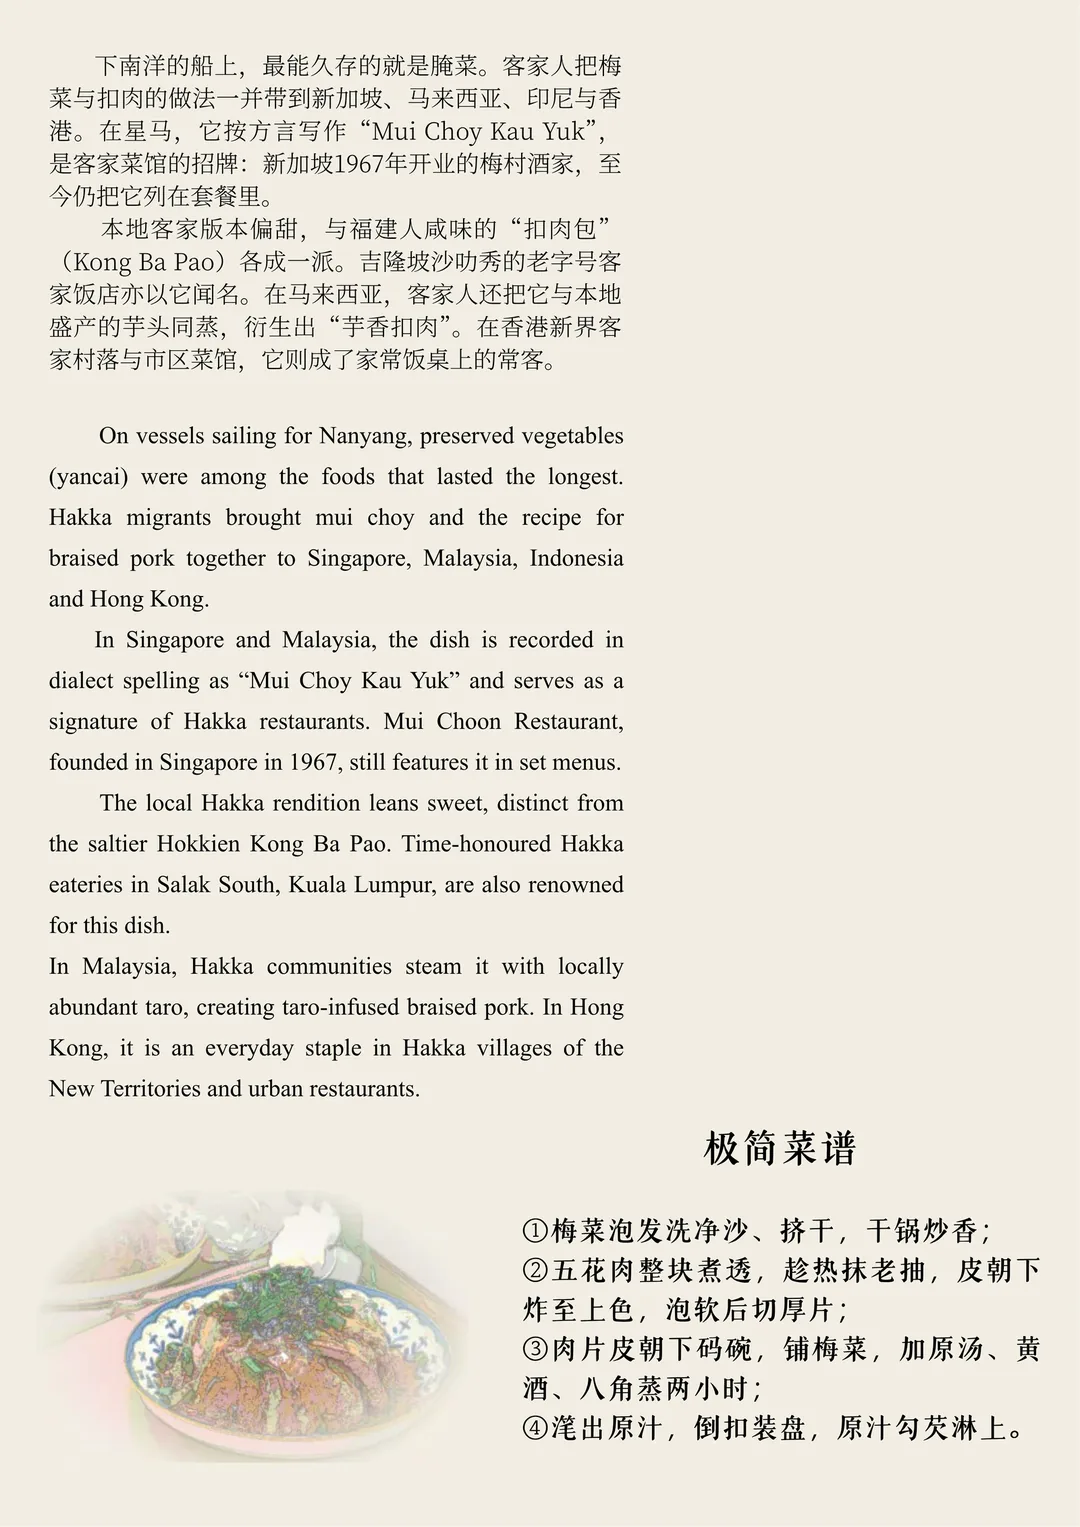 下南洋的船上，最能久存的就是腌菜。客家人把梅
菜与扣肉的做法一并带到新加坡、马来西亚、印尼与香
港。在星马，它按方言写作“Mui Choy Kau Yuk”，
是客家菜馆的招牌：新加坡1967年开业的梅村酒家，至
今仍把它列在套餐里。
本地客家版本偏甜，与福建人咸味的“扣肉包”
（Kong Ba Pao）各成一派。吉隆坡沙叻秀的老字号客
家饭店亦以它闻名。在马来西亚，客家人还把它与本地
盛产的芋头同蒸，衍生出“芋香扣肉”。在香港新界客
家村落与市区菜馆，它则成了家常饭桌上的常客。
On vessels sailing for Nanyang, preserved vegetables
(yancai) were among the foods that lasted the longest.
Hakka migrants brought mui choy and the recipe for
braised pork together to Singapore, Malaysia, Indonesia
and Hong Kong.
In Singapore and Malaysia, the dish is recorded in
dialect spelling as “Mui Choy Kau Yuk” and serves as a
signature of Hakka restaurants. Mui Choon Restaurant,
founded in Singapore in 1967, still features it in set menus.
The local Hakka rendition leans sweet, distinct from
the saltier Hokkien Kong Ba Pao. Time-honoured Hakka
eateries in Salak South, Kuala Lumpur, are also renowned
for this dish.
In Malaysia, Hakka communities steam it with locally
abundant taro, creating taro-infused braised pork. In Hong
Kong, it is an everyday staple in Hakka villages of the
New Territories and urban restaurants.
极简菜谱
①梅菜泡发洗净沙、挤干，干锅炒香；
②五花肉整块煮透，趁热抹老抽，皮朝下
炸至上色，泡软后切厚片；
③肉片皮朝下码碗，铺梅菜，加原汤、黄
酒、八角蒸两小时；
④滗出原汁，倒扣装盘，原汁勾芡淋上。